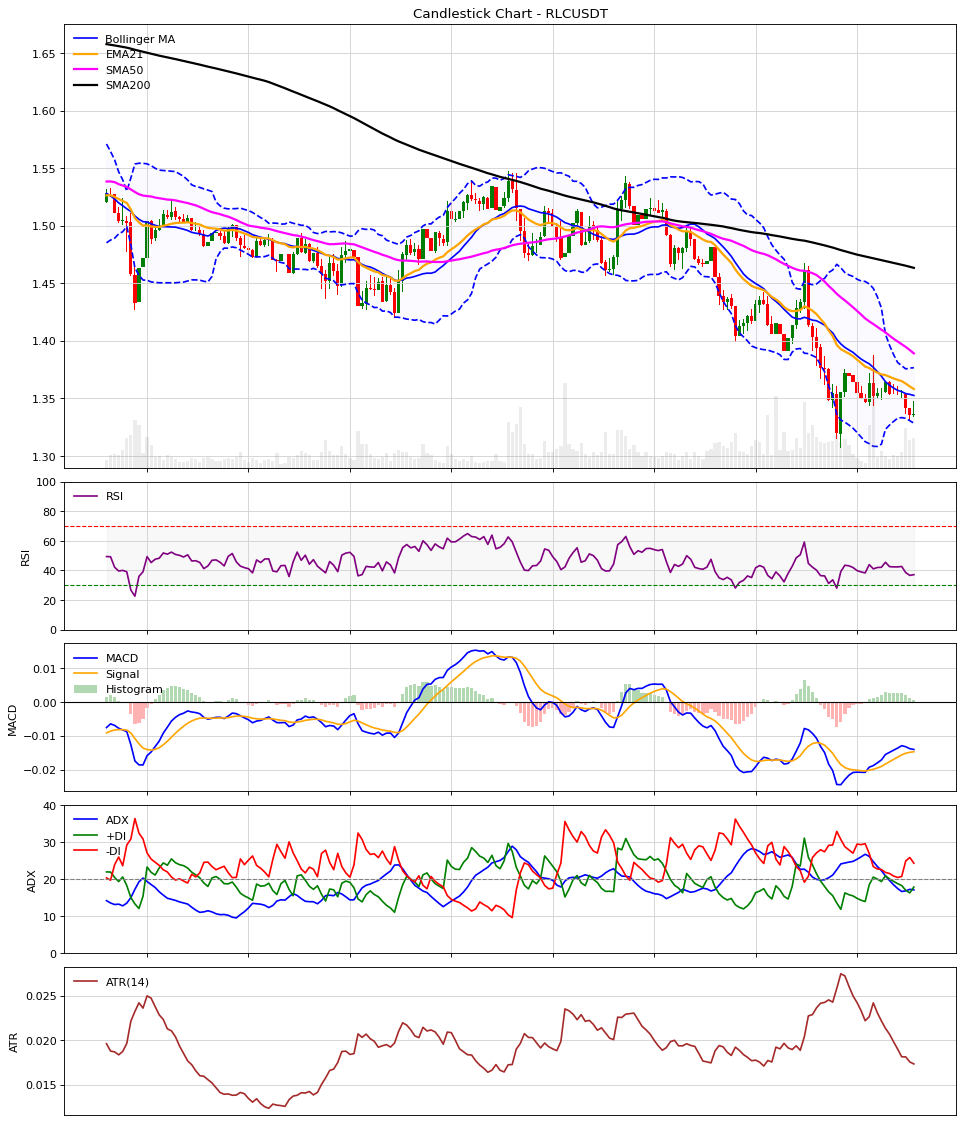 Candlestick Chart - RLCUSDT
Bollinger MA
EMA21
SMA50
SMA200
1.65
1.60
1.55
1.50
1.45
1.40
1.35
1.30
RSI
RSI
100
80
60
40
20
0
MACD
Signal
Histogram
MACD
0.01
0.00
−0.01
−0.02
ADX
+DI
-DI
ADX
40
30
20
10
0
ATR(14)
ATR
0.025
0.020
0.015